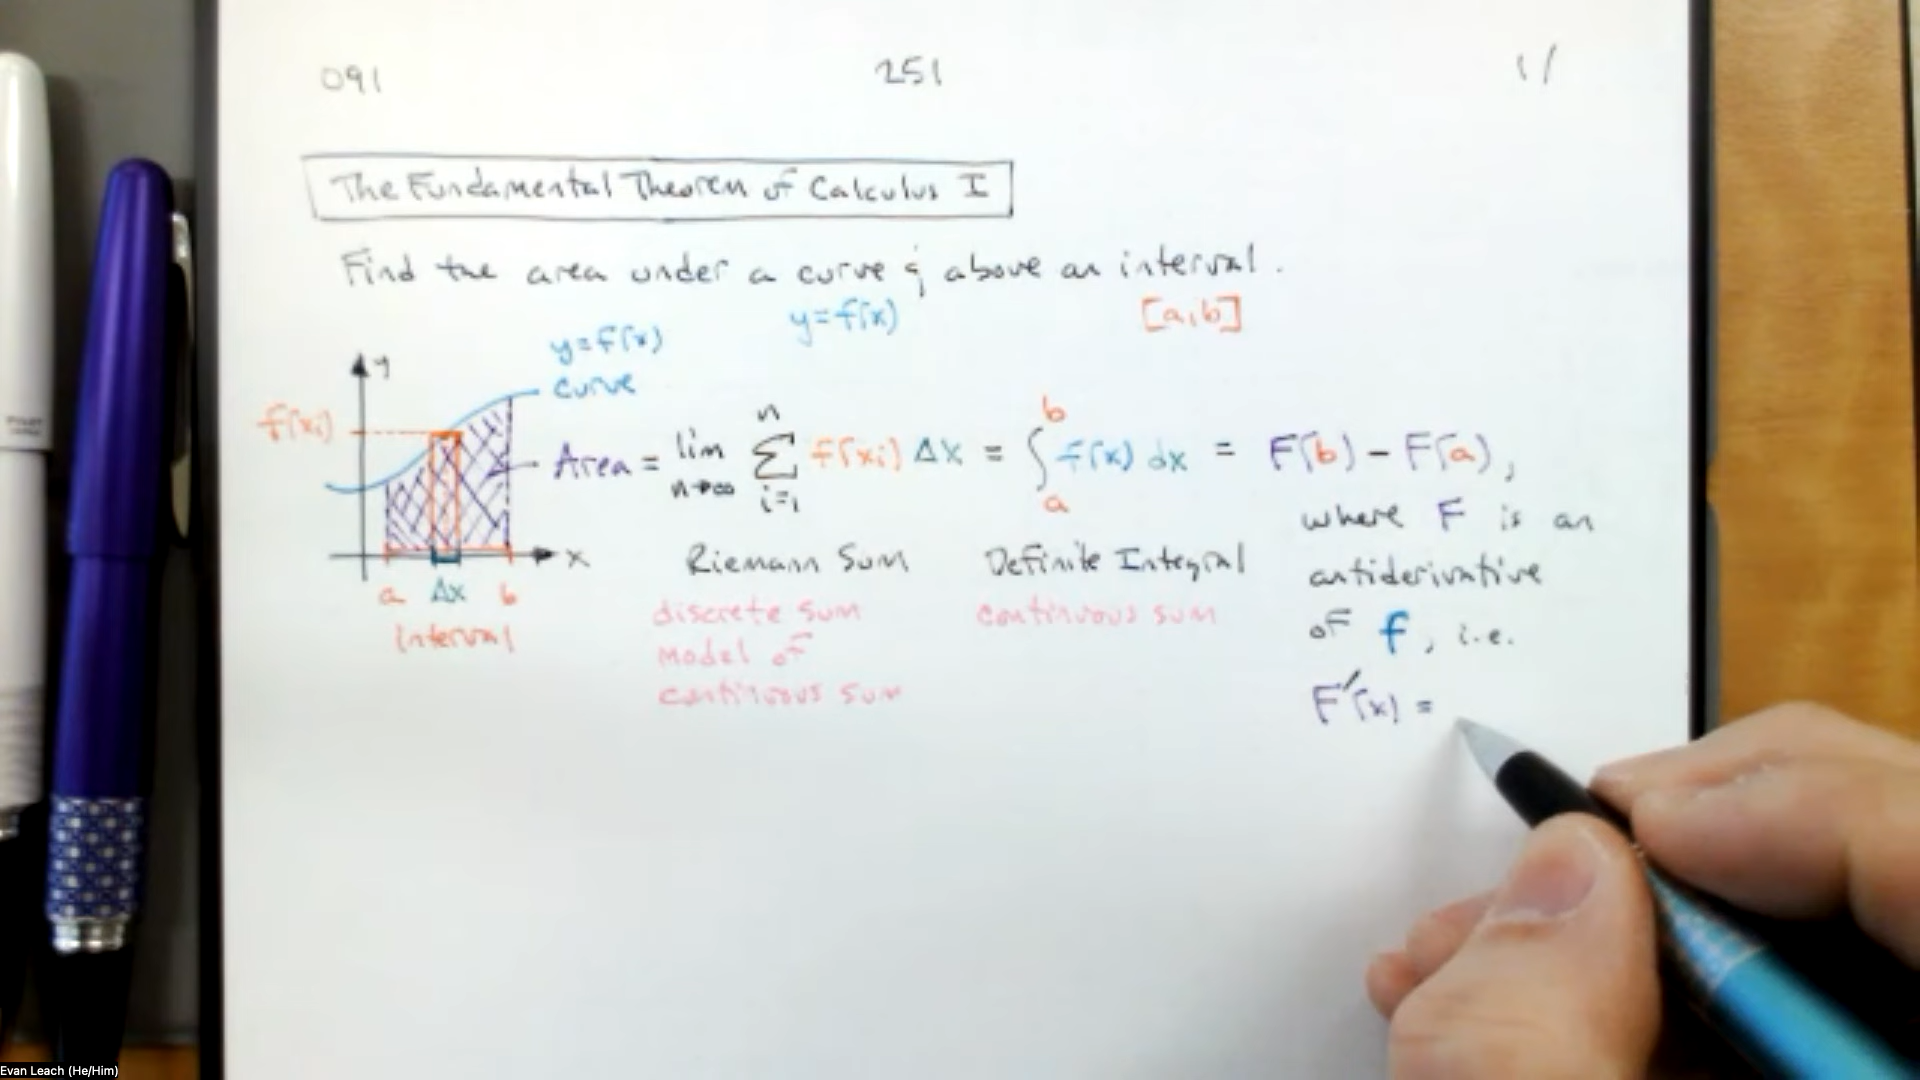 091 251 1/
The Fundamental Theorem of Calculus I
Find the area under a curve & above an interval.
y=f(x) [a,b]
y=f(x)
curve
y
f(xi)
Area = lim n→∞ n Σ i=1 f(xi) Δx = ∫ b a f(x) dx = F(b) - F(a),
where F is an
antiderivative
of f, i.e.
F'(x) =
x
a Δx b
interval
Riemann Sum
discrete sum
model of
continuous sum
Definite Integral
continuous sum
PILOT
Evan Leach (He/Him)